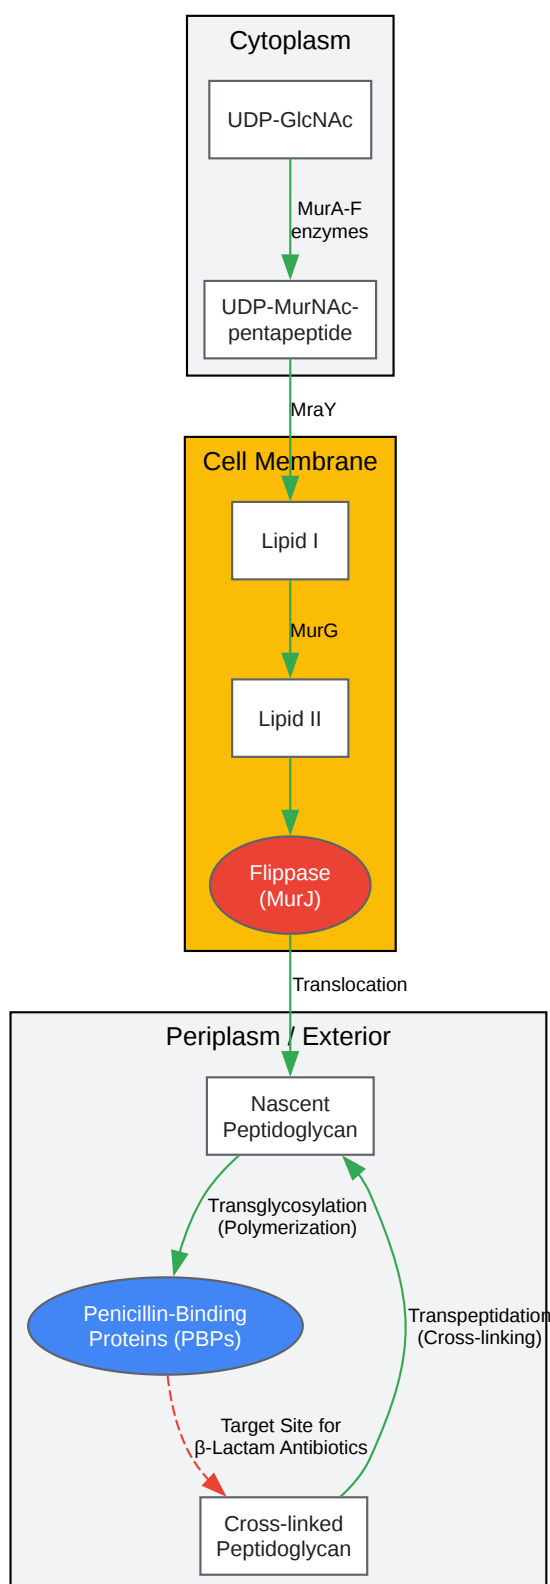 Cytoplasm
UDP-GlcNAc
MurA-F
enzymes
UDP-MurNAc-
pentapeptide
MraY
Cell Membrane
Lipid I
MurG
Lipid II
Flippase
(MurJ)
Translocation
Periplasm / Exterior
Nascent
Peptidoglycan
Transglycosylation
(Polymerization)
Penicillin-Binding
Proteins (PBPs)
Transpeptidation
(Cross-linking)
Target Site for
β-Lactam Antibiotics
Cross-linked
Peptidoglycan